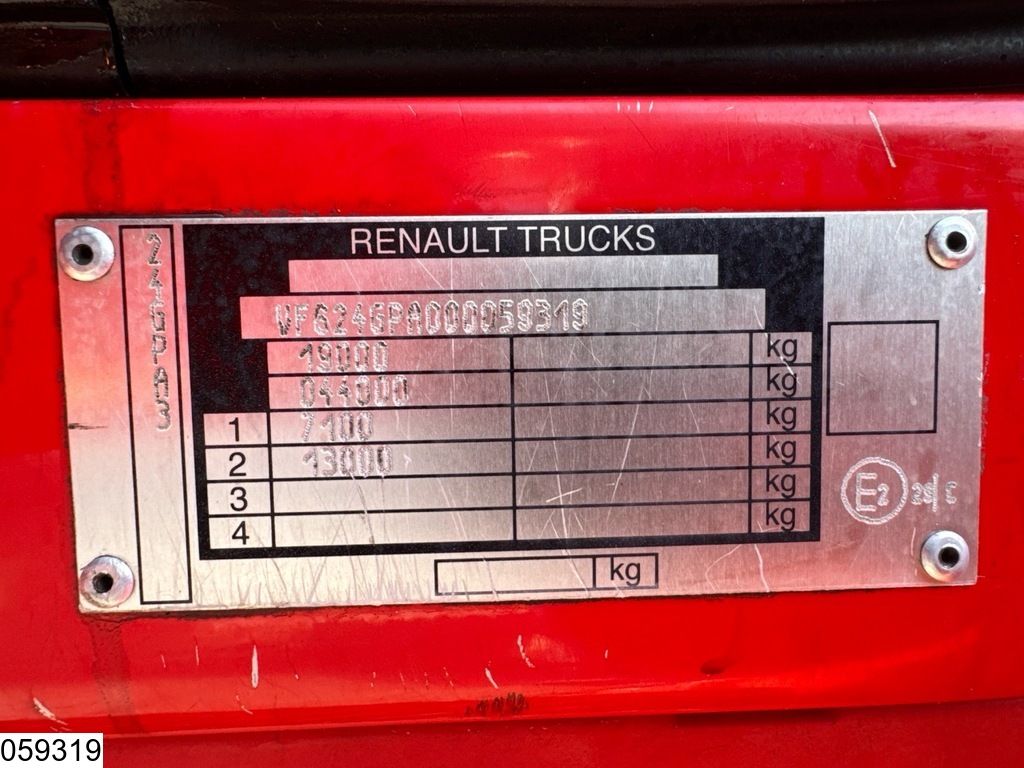 RENAULT TRUCKS
246PA3
VF624GPA000059319
19000 kg
044000 kg
1 7100 kg
2 13000 kg
3 kg
4 kg
kg
E2
059319